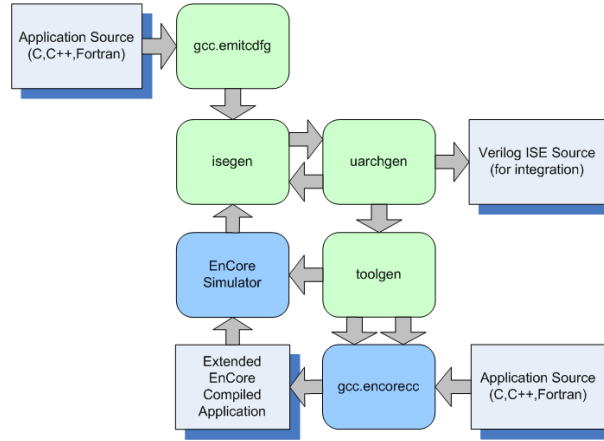 Application Source
(C,C++,Fortran)
gcc.emitcdfg
isegen
uarchgen
Verilog ISE Source
(for integration)
EnCore
Simulator
toolgen
Extended
EnCore
Compiled
Application
gcc.encorecc
Application Source
(C,C++,Fortran)